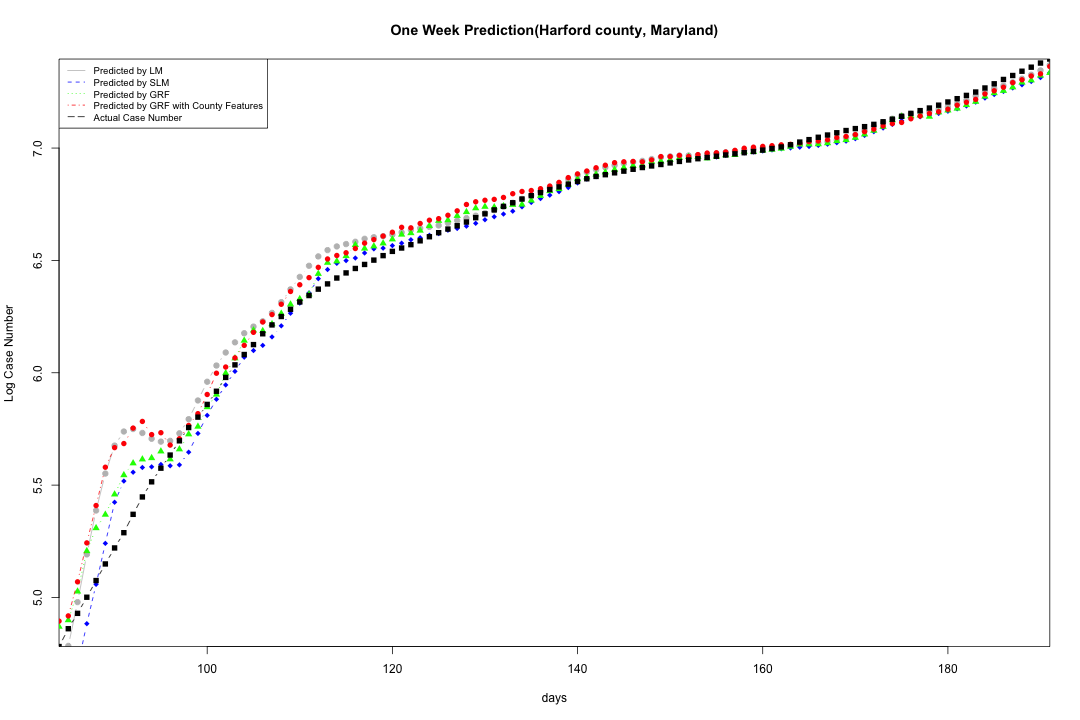 One Week Prediction(Harford county, Maryland)
Predicted by LM
Predicted by SLM
Predicted by GRF
Predicted by GRF with County Features
Actual Case Number
Log Case Number
7.0
6.5
6.0
5.5
5.0
100 120 140 160 180
days